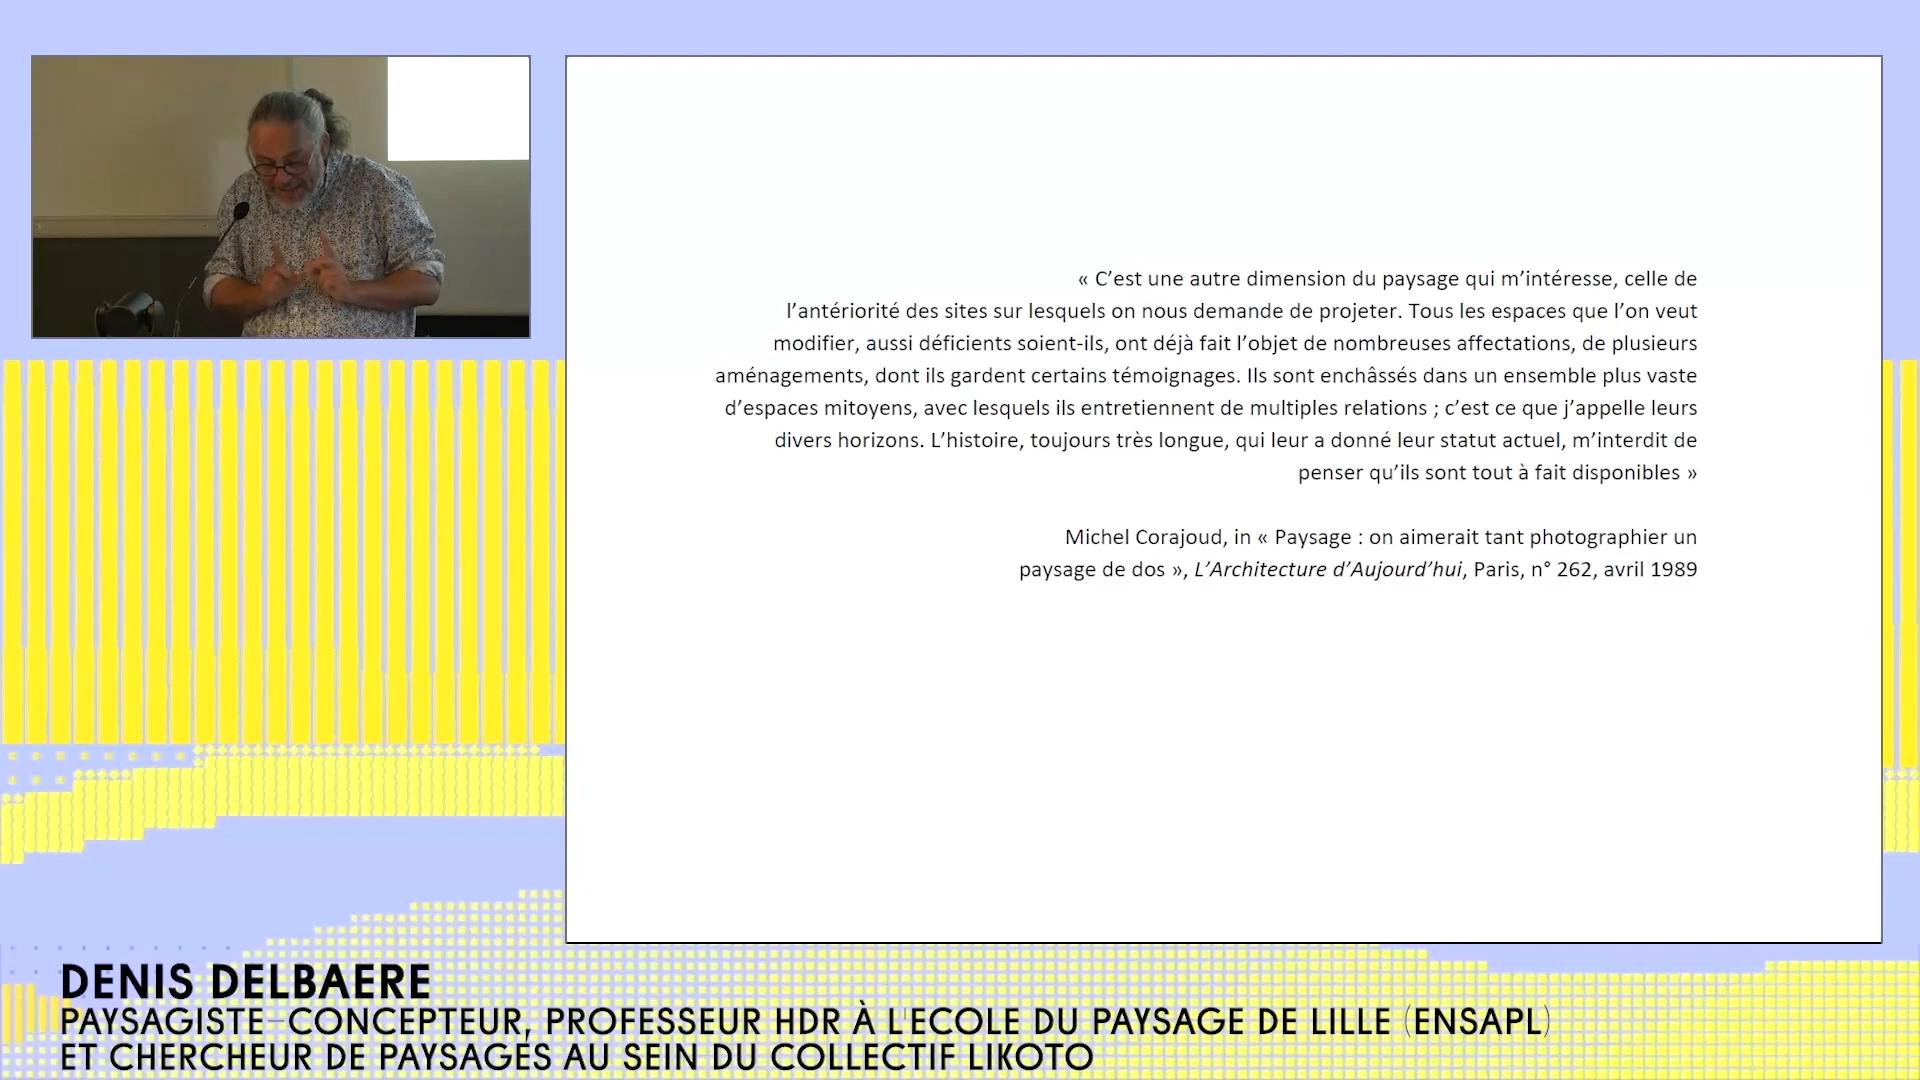 « C’est une autre dimension du paysage qui m’intéresse, celle de
l’antériorité des sites sur lesquels on nous demande de projeter. Tous les espaces que l’on veut
modifier, aussi déficients soient-ils, ont déjà fait l’objet de nombreuses affectations, de plusieurs
aménagements, dont ils gardent certains témoignages. Ils sont enchâssés dans un ensemble plus vaste
d’espaces mitoyens, avec lesquels ils entretiennent de multiples relations ; c’est ce que j’appelle leurs
divers horizons. L’histoire, toujours très longue, qui leur a donné leur statut actuel, m’interdit de
penser qu’ils sont tout à fait disponibles »
Michel Corajoud, in « Paysage : on aimerait tant photographier un
paysage de dos », L’Architecture d’Aujourd’hui, Paris, n° 262, avril 1989
DENIS DELBAERE
PAYSAGISTE-CONCEPTEUR, PROFESSEUR HDR À L'ECOLE DU PAYSAGE DE LILLE (ENSAPL)
ET CHERCHEUR DE PAYSAGES AU SEIN DU COLLECTIF LIKOTO